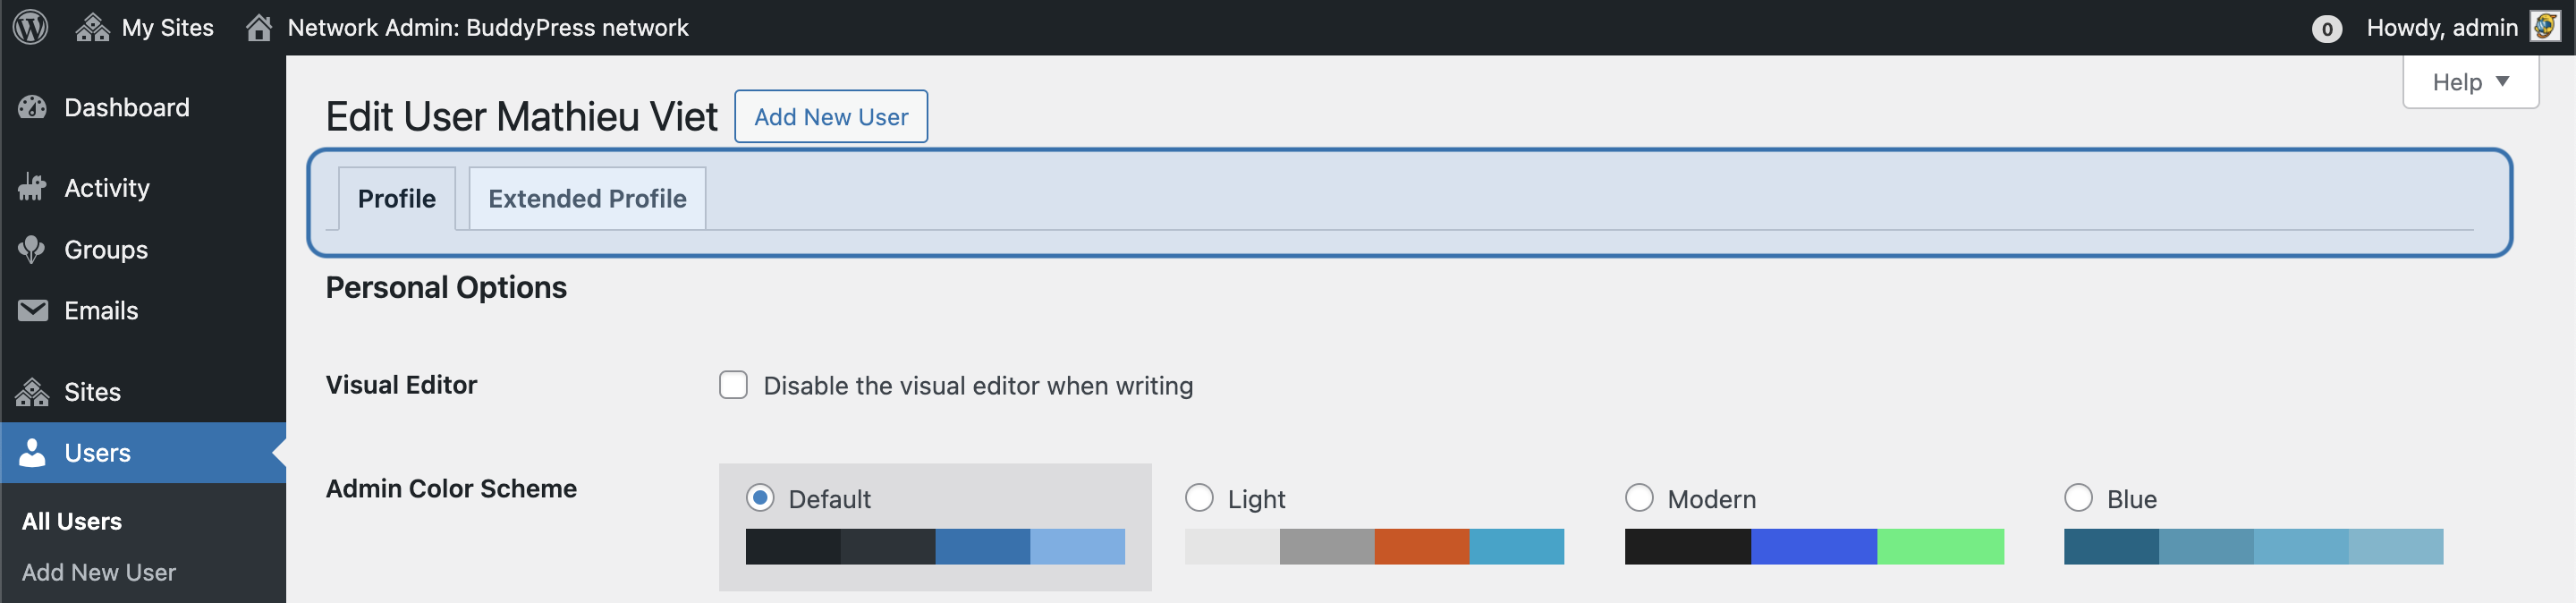 My Sites
Network Admin: BuddyPress network
0
Howdy, admin
Dashboard
Activity
Groups
Emails
Sites
Users
All Users
Add New User
Help
Edit User Mathieu Viet
Add New User
Profile
Extended Profile
Personal Options
Visual Editor
Disable the visual editor when writing
Admin Color Scheme
Default
Light
Modern
Blue